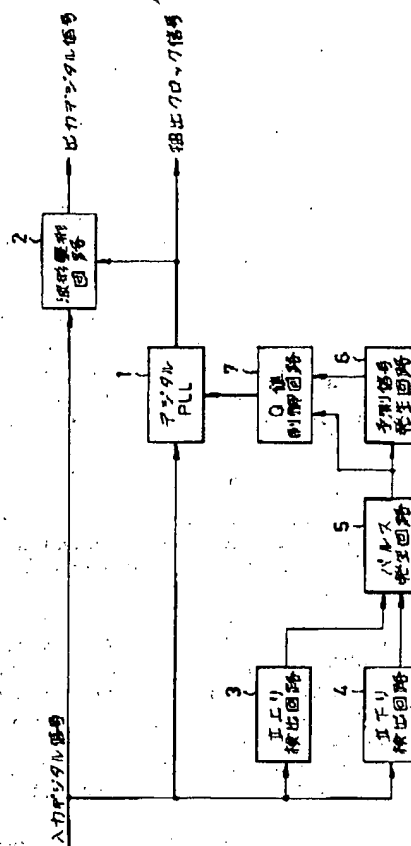 入力デジタル信号
2
波形整形
回路
出力デジタル信号
1
デジタル
PLL
抽出クロック信号
3
立上り
検出回路
4
立下り
検出回路
5
パルス
発生回路
7
Q値
制御回路
6
予測信号
発生回路